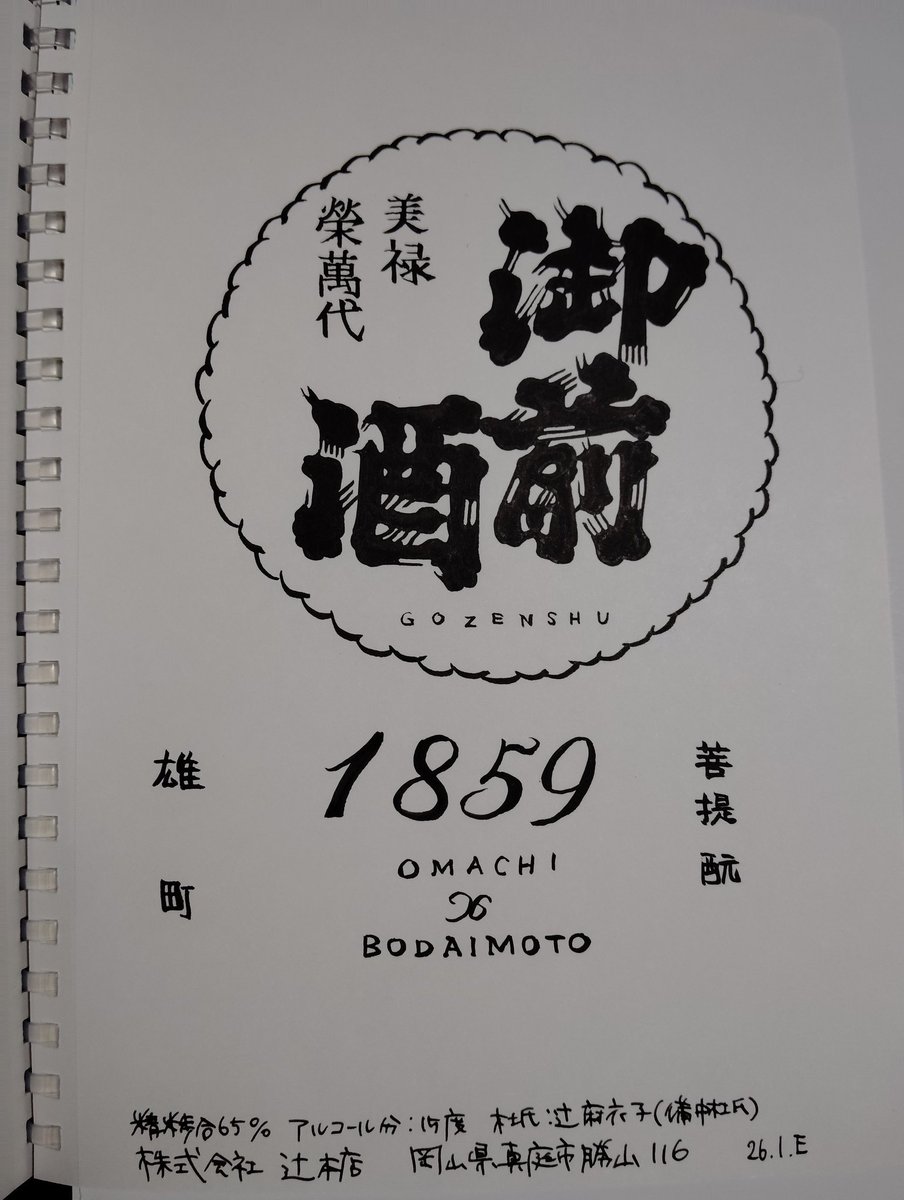 御
前
酒
美禄
榮萬代
GOZENSHU
1859
菩提酛
雄町
OMACHI
×
BODAIMOTO
精米歩合65% アルコール分:15度 杜氏:辻麻衣子(備中杜氏)
株式会社 辻本店 岡山県真庭市勝山116 26.1.E